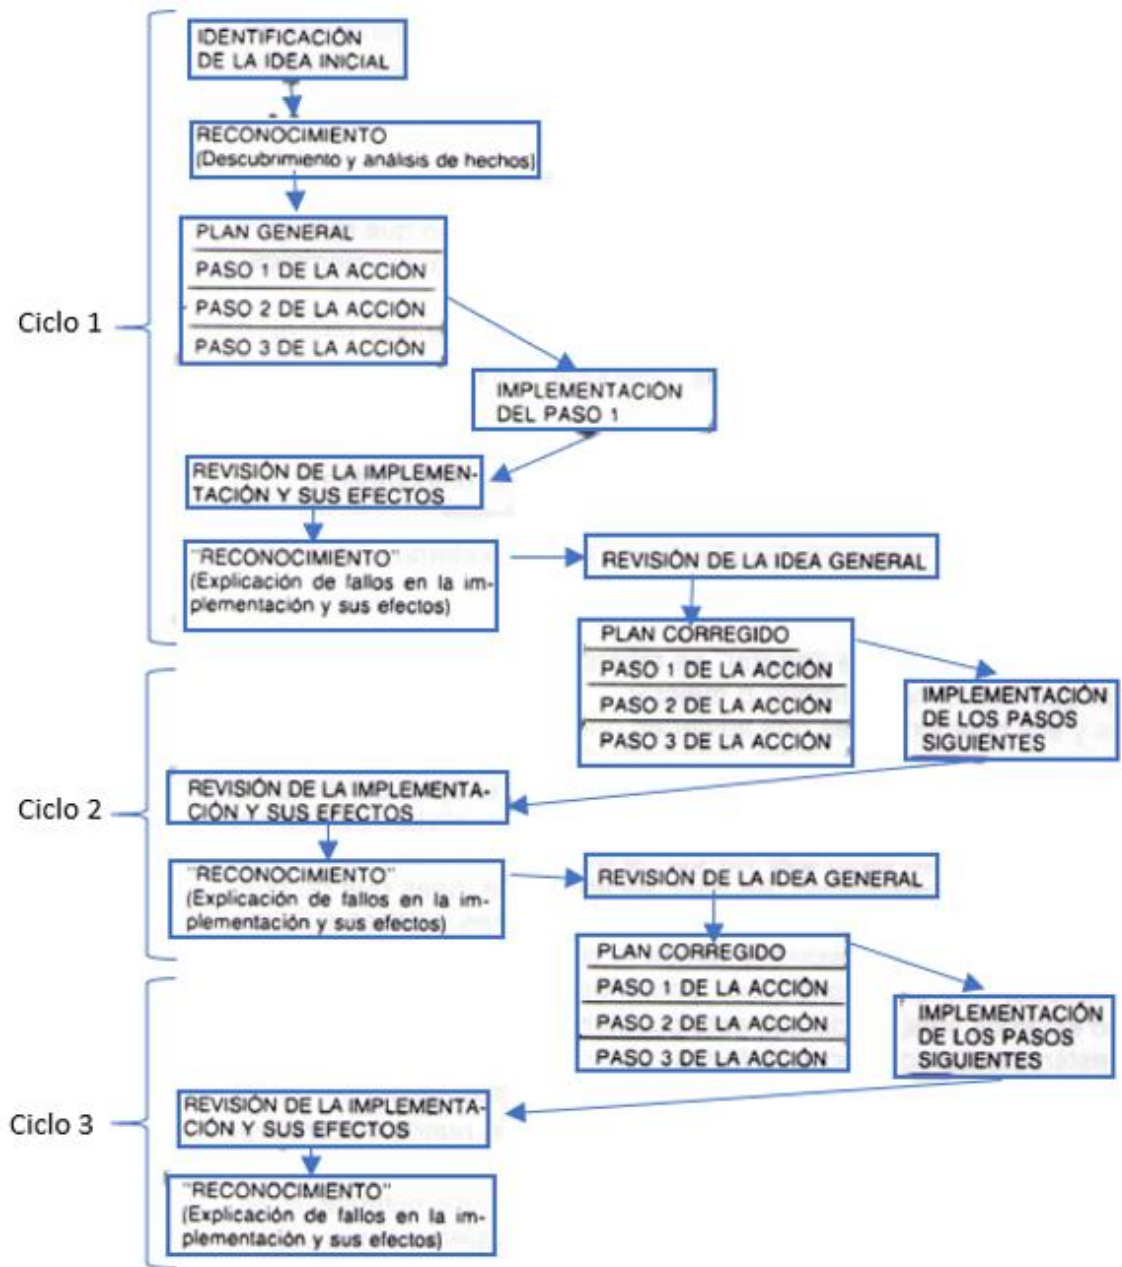 IDENTIFICACIÓN
DE LA IDEA INICIAL
RECONOCIMIENTO
(Descubrimiento y análisis de hechos)
PLAN GENERAL
PASO 1 DE LA ACCIÓN
PASO 2 DE LA ACCIÓN
PASO 3 DE LA ACCIÓN
Ciclo 1
IMPLEMENTACIÓN
DEL PASO 1
REVISIÓN DE LA IMPLEMEN-
TACIÓN Y SUS EFECTOS
"RECONOCIMIENTO"
(Explicación de fallos en la im-
plementación y sus efectos)
REVISIÓN DE LA IDEA GENERAL
PLAN CORREGIDO
PASO 1 DE LA ACCIÓN
PASO 2 DE LA ACCIÓN
PASO 3 DE LA ACCIÓN
IMPLEMENTACIÓN
DE LOS PASOS
SIGUIENTES
Ciclo 2
REVISIÓN DE LA IMPLEMENTA-
CIÓN Y SUS EFECTOS
"RECONOCIMIENTO"
(Explicación de fallos en la im-
plementación y sus efectos)
REVISIÓN DE LA IDEA GENERAL
PLAN CORREGIDO
PASO 1 DE LA ACCIÓN
PASO 2 DE LA ACCIÓN
PASO 3 DE LA ACCIÓN
IMPLEMENTACIÓN
DE LOS PASOS
SIGUIENTES
Ciclo 3
REVISIÓN DE LA IMPLEMENTA-
CIÓN Y SUS EFECTOS
"RECONOCIMIENTO"
(Explicación de fallos en la im-
plementación y sus efectos)